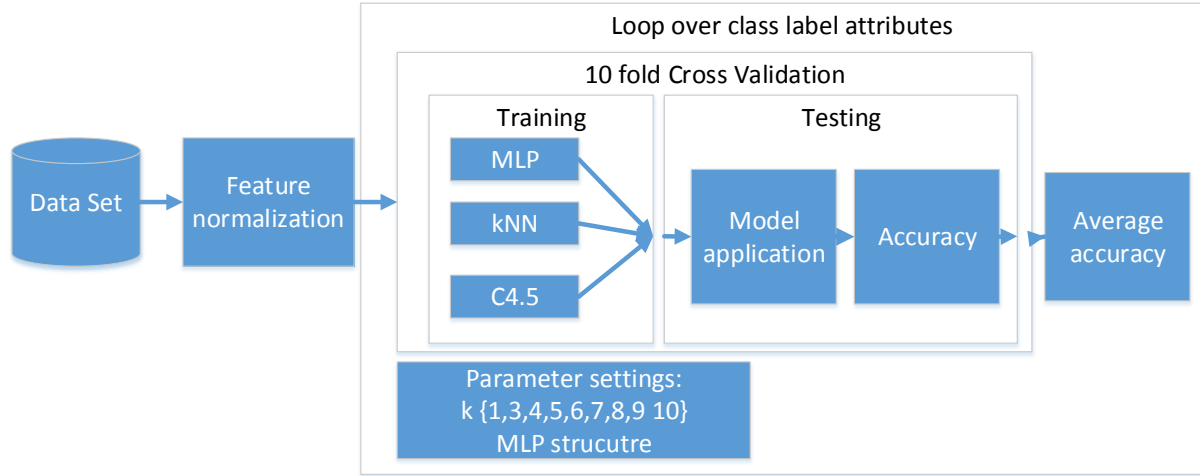 Loop over class label attributes
10 fold Cross Validation
Training
Testing
Data Set
Feature
normalization
MLP
kNN
C4.5
Model
application
Accuracy
Average
accuracy
Parameter settings:
k {1,3,4,5,6,7,8,9 10}
MLP strucutre